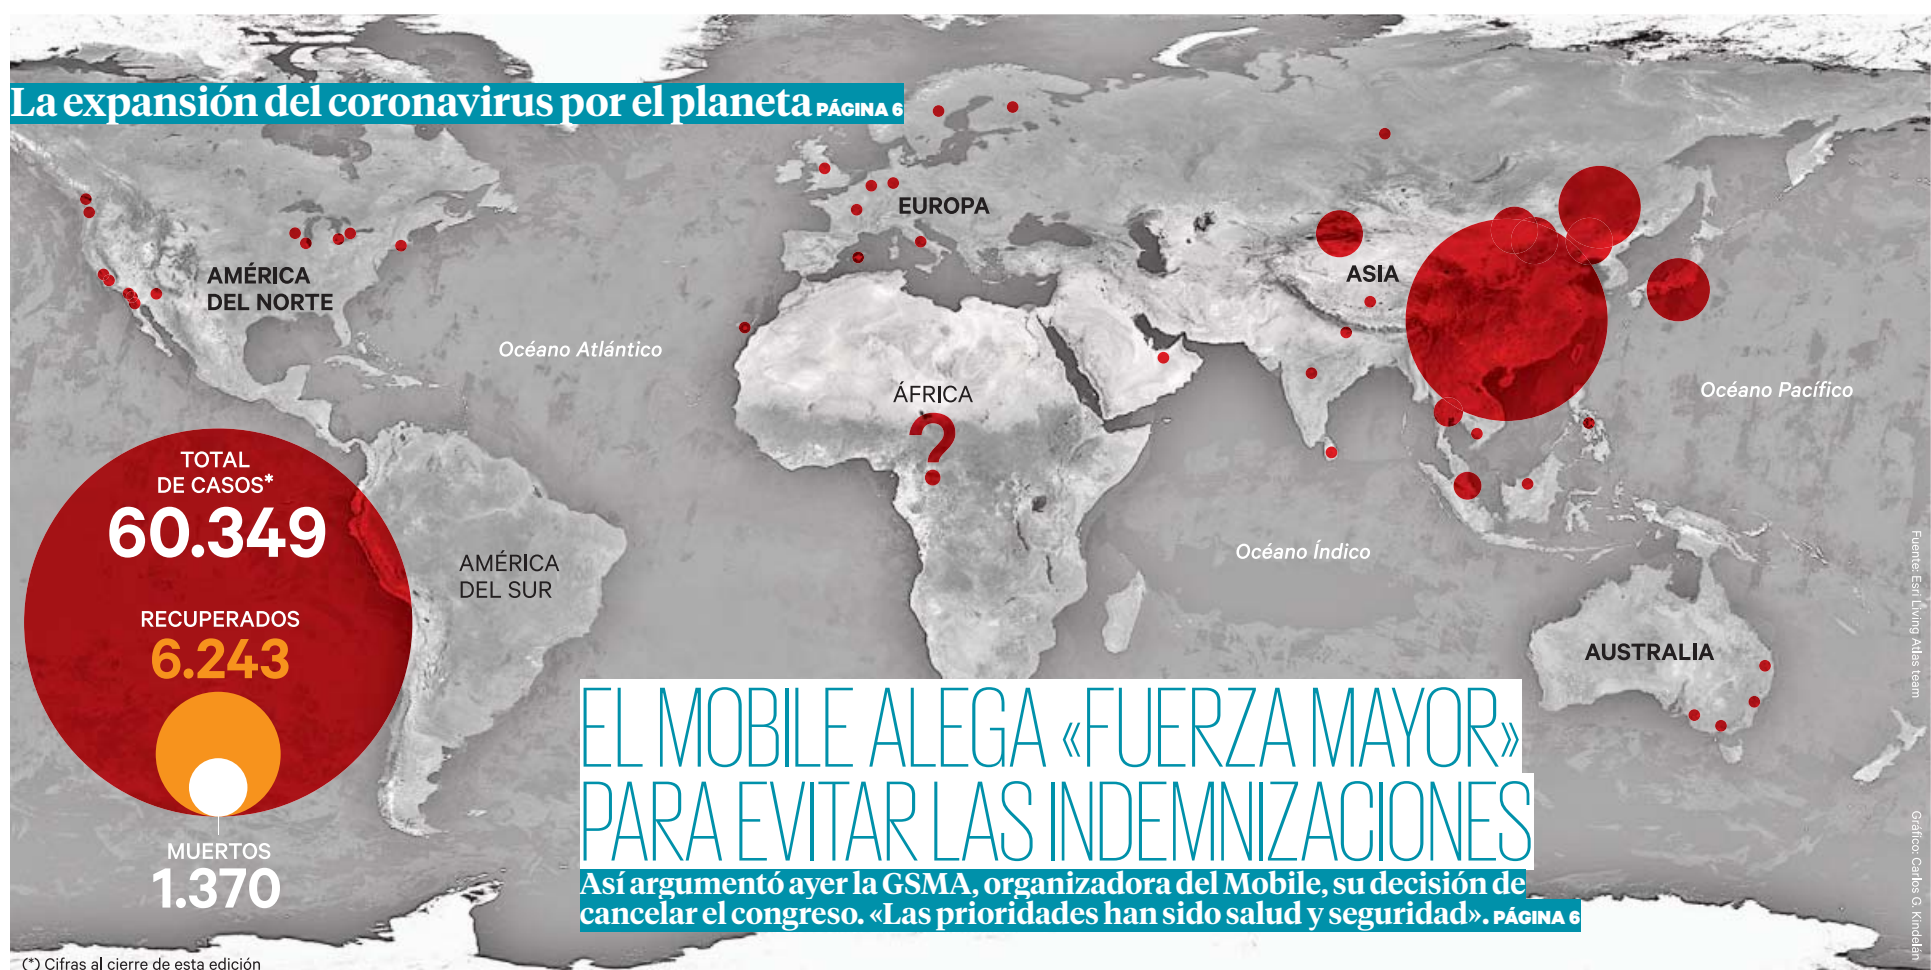 La expansión del coronavirus por el planeta PÁGINA 6
EUROPA
AMÉRICA
DEL NORTE
ASIA
Océano Atlántico
ÁFRICA
?
Océano Pacífico
TOTAL
DE CASOS*
60.349
RECUPERADOS
6.243
MUERTOS
1.370
AMÉRICA
DEL SUR
Océano Índico
AUSTRALIA
EL MOBILE ALEGA «FUERZA MAYOR»
PARA EVITAR LAS INDEMNIZACIONES
Así argumentó ayer la GSMA, organizadora del Mobile, su decisión de
cancelar el congreso. «Las prioridades han sido salud y seguridad». PÁGINA 6
Fuente: Esri Living Atlas team
Gráfico: Carlos G. Kindelán
(*) Cifras al cierre de esta edición